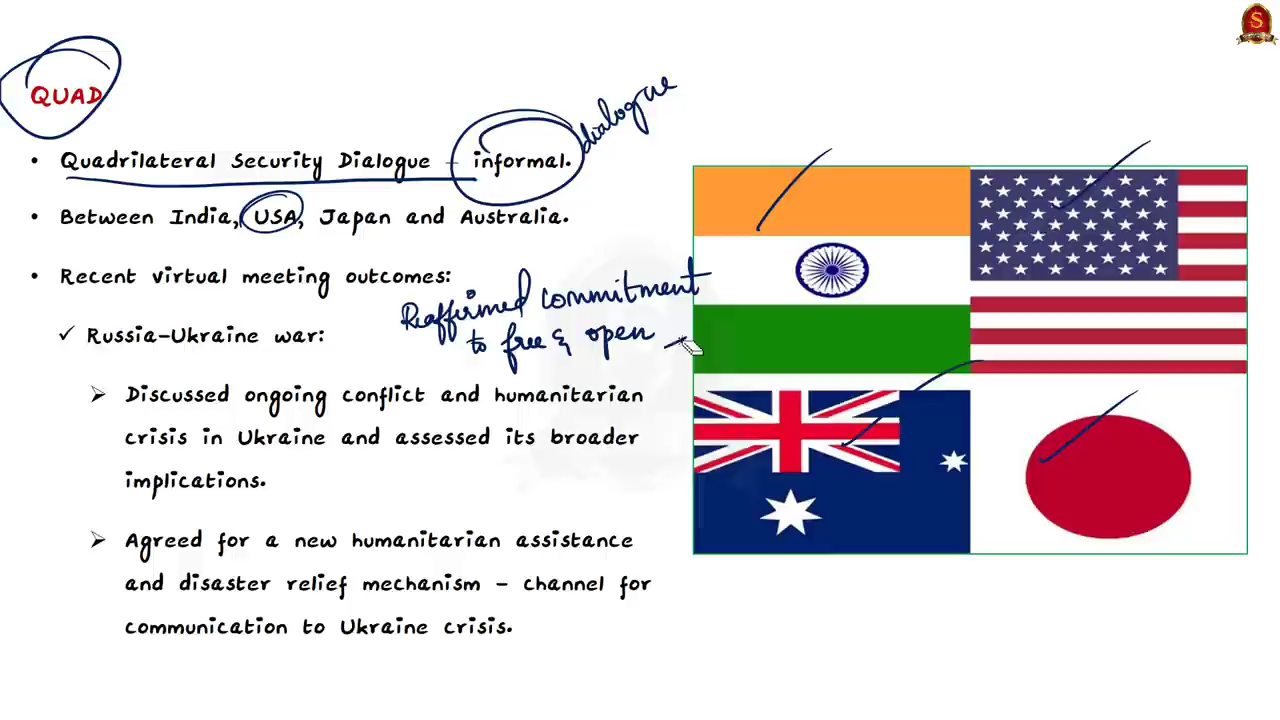 QUAD
dialogue
• Quadrilateral Security Dialogue - informal.
• Between India, USA, Japan and Australia.
• Recent virtual meeting outcomes:
Reaffirmed commitment
to free & open
✓ Russia-Ukraine war:
➢ Discussed ongoing conflict and humanitarian
crisis in Ukraine and assessed its broader
implications.
➢ Agreed for a new humanitarian assistance
and disaster relief mechanism – channel for
communication to Ukraine crisis.
S